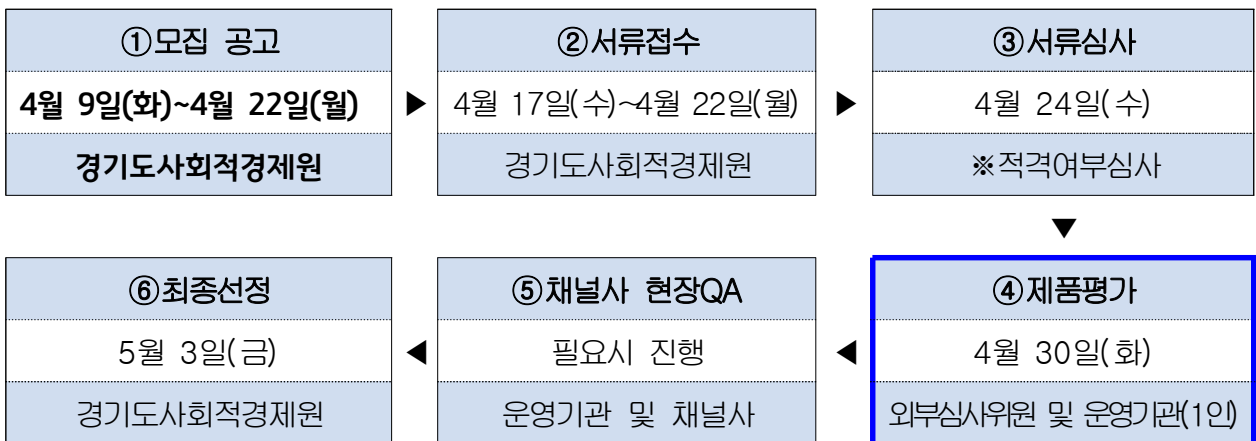 ①모집 공고
4월 9일(화)~4월 22일(월)
경기도사회적경제원
▶
②서류접수
4월 17일(수)~4월 22일(월)
경기도사회적경제원
▶
③서류심사
4월 24일(수)
※적격여부심사
▼
④제품평가
4월 30일(화)
외부심사위원 및 운영기관(1인)
◀
⑤채널사 현장QA
필요시 진행
운영기관 및 채널사
◀
⑥최종선정
5월 3일(금)
경기도사회적경제원